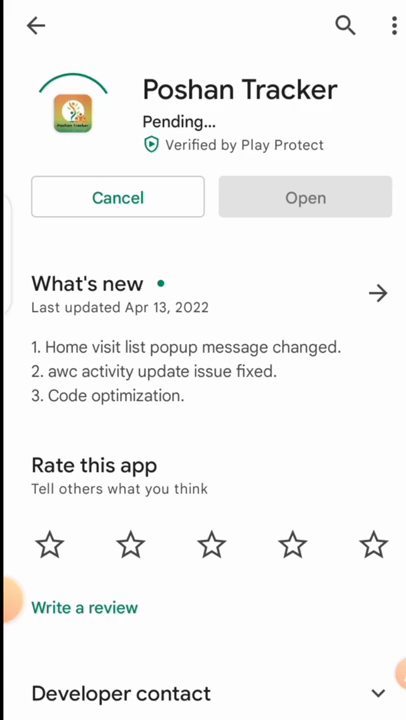 Poshan Tracker
Pending...
Verified by Play Protect
Cancel
Open
What's new
Last updated Apr 13, 2022
1. Home visit list popup message changed.
2. awc activity update issue fixed.
3. Code optimization.
Rate this app
Tell others what you think
Write a review
Developer contact